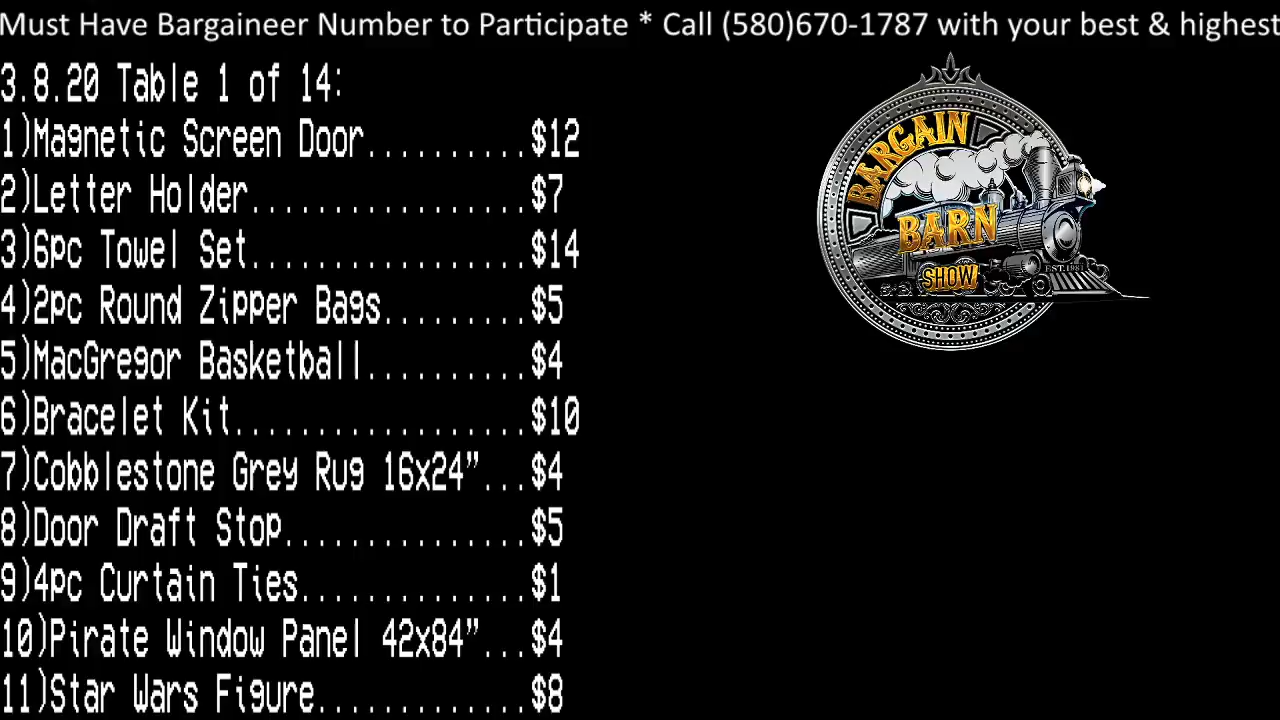 Must Have Bargaineer Number to Participate * Call (580)670-1787 with your best & highest
3.8.20 Table 1 of 14:
1)Magnetic Screen Door..........$12
2)Letter Holder.................$7
3)6pc Towel Set.................$14
4)2pc Round Zipper Bags.........$5
5)MacGregor Basketball..........$4
6)Bracelet Kit..................$10
7)Cobblestone Grey Rug 16x24”...$4
8)Door Draft Stop...............$5
9)4pc Curtain Ties..............$1
10)Pirate Window Panel 42x84”...$4
11)Star Wars Figure.............$8
BARGAIN
BARN
SHOW